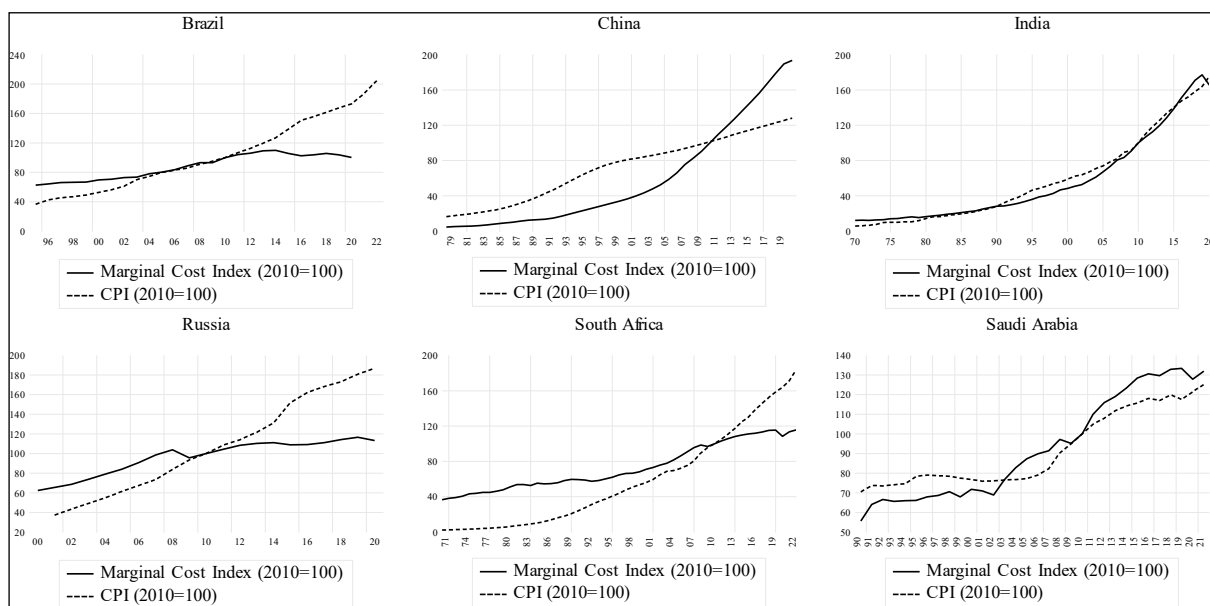 Brazil
240
200
160
120
80
40
0
96 98 00 02 04 06 08 10 12 14 16 18 20 22
Marginal Cost Index (2010=100)
CPI (2010=100)
China
200
160
120
80
40
0
79 81 83 85 87 89 91 93 95 97 99 01 03 05 07 09 11 13 15 17 19
Marginal Cost Index (2010=100)
CPI (2010=100)
India
200
160
120
80
40
0
70 75 80 85 90 95 00 05 10 15 20
Marginal Cost Index (2010=100)
CPI (2010=100)
Russia
200
180
160
140
120
100
80
60
40
20
00 02 04 06 08 10 12 14 16 18 20
Marginal Cost Index (2010=100)
CPI (2010=100)
South Africa
200
160
120
80
40
0
71 74 77 80 83 86 89 92 95 98 01 04 07 10 13 16 19 22
Marginal Cost Index (2010=100)
CPI (2010=100)
Saudi Arabia
140
130
120
110
100
90
80
70
60
50
90 91 92 93 94 95 96 97 98 99 00 01 02 03 04 05 06 07 08 09 10 11 12 13 14 15 16 17 18 19 20 21
Marginal Cost Index (2010=100)
CPI (2010=100)